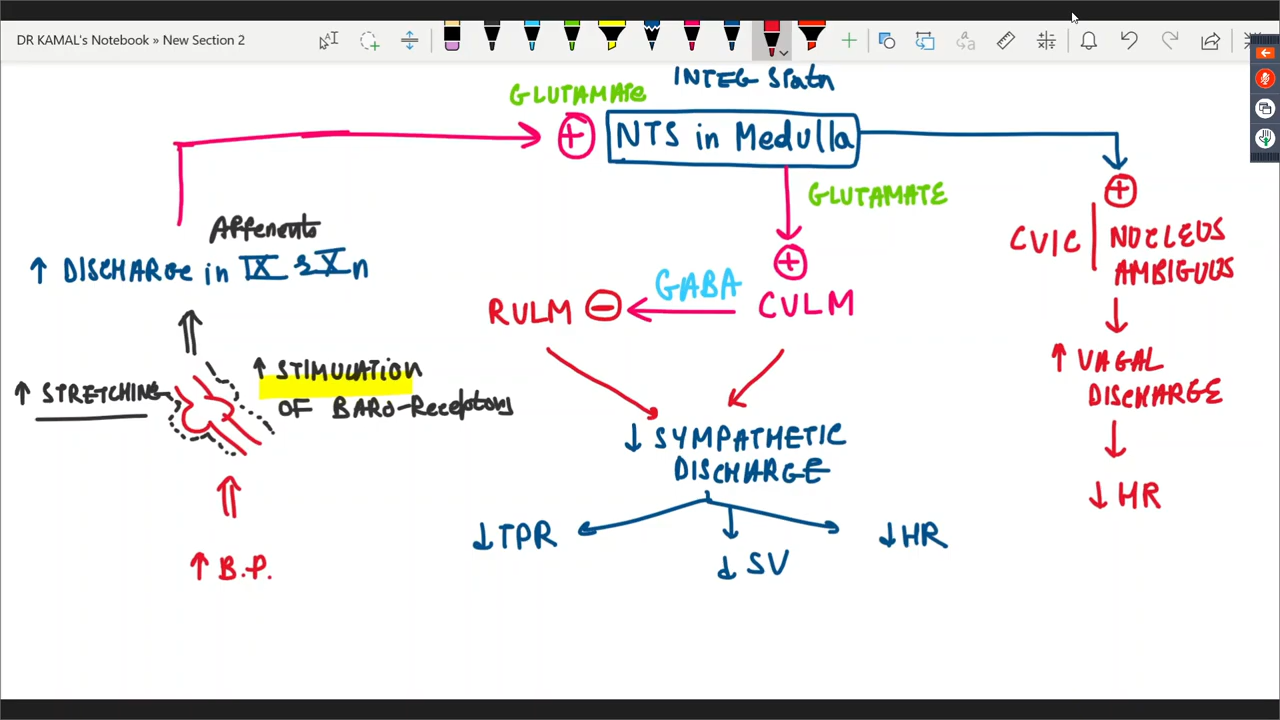 DR KAMAL's Notebook » New Section 2
INTEG Statn
GLUTAMATE
+ NTS in Medulla
GLUTAMATE
+
+
CVIC | NUCLEUS
AMBIGUUS
Afferents
↑ DISCHARGE in IX & X n
GABA
RVLM − CVLM
↑ VAGAL
DISCHARGE
↑ STIMULATION
OF BARO-Receptors
↑ STRETCHING
↓ SYMPATHETIC
DISCHARGE
↓ HR
↓ TPR
↓ SV
↓ HR
↑ B.P.